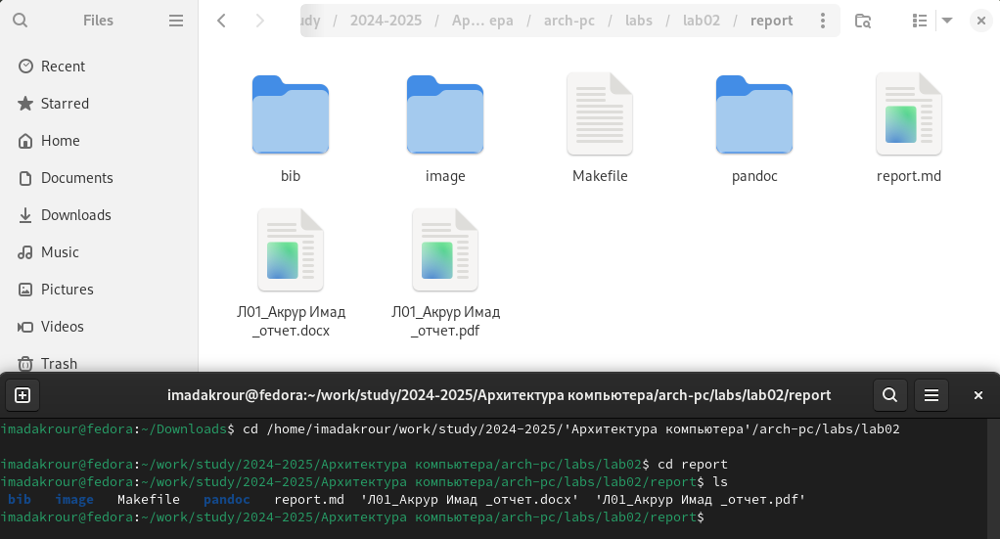 Files
udy / 2024-2025 / Ap... epa / arch-pc / labs / lab02 / report
Recent
Starred
Home
Documents
Downloads
Music
Pictures
Videos
Trash
bib
image
Makefile
pandoc
report.md
Л01_Акрур Имад
_отчет.docx
Л01_Акрур Имад
_отчет.pdf
imadakrour@fedora:~/work/study/2024-2025/Архитектура компьютера/arch-pc/labs/lab02/report
imadakrour@fedora:~/Downloads$ cd /home/imadakrour/work/study/2024-2025/'Архитектура компьютера'/arch-pc/labs/lab02
imadakrour@fedora:~/work/study/2024-2025/Архитектура компьютера/arch-pc/labs/lab02$ cd report
imadakrour@fedora:~/work/study/2024-2025/Архитектура компьютера/arch-pc/labs/lab02/report$ ls
bib image Makefile pandoc report.md 'Л01_Акрур Имад _отчет.docx' 'Л01_Акрур Имад _отчет.pdf'
imadakrour@fedora:~/work/study/2024-2025/Архитектура компьютера/arch-pc/labs/lab02/report$